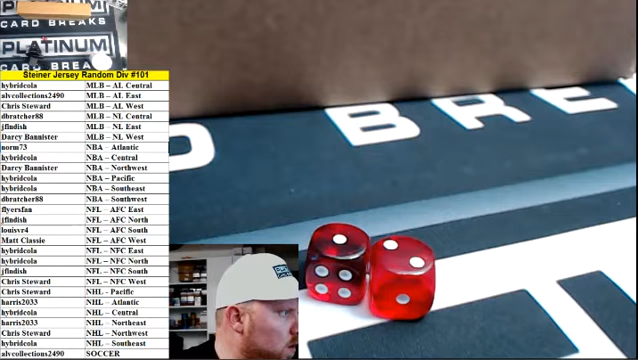 CARD BREAKS
PLATINUM
CARD BREAKS
Steiner Jersey Random Div #101
hybridcola MLB – AL Central
alvcollections2490 MLB – AL East
Chris Steward MLB – AL West
dbratcher88 MLB – NL Central
jfindish MLB – NL East
Darcy Bannister MLB – NL West
norm73 NBA – Atlantic
hybridcola NBA – Central
Darcy Bannister NBA – Northwest
hybridcola NBA – Pacific
hybridcola NBA – Southeast
dbratcher88 NBA – Southwest
flyersfan NFL – AFC East
jfindish NFL – AFC North
louisvr4 NFL – AFC South
Matt Classie NFL – AFC West
hybridcola NFL – NFC East
hybridcola NFL – NFC North
jfindish NFL – NFC South
Chris Steward NFL – NFC West
Chris Steward NHL - Pacific
harris2033 NHL – Atlantic
hybridcola NHL – Central
harris2033 NHL – Northeast
Chris Steward NHL – Northwest
hybridcola NHL – Southeast
alvcollections2490 SOCCER
D BRE